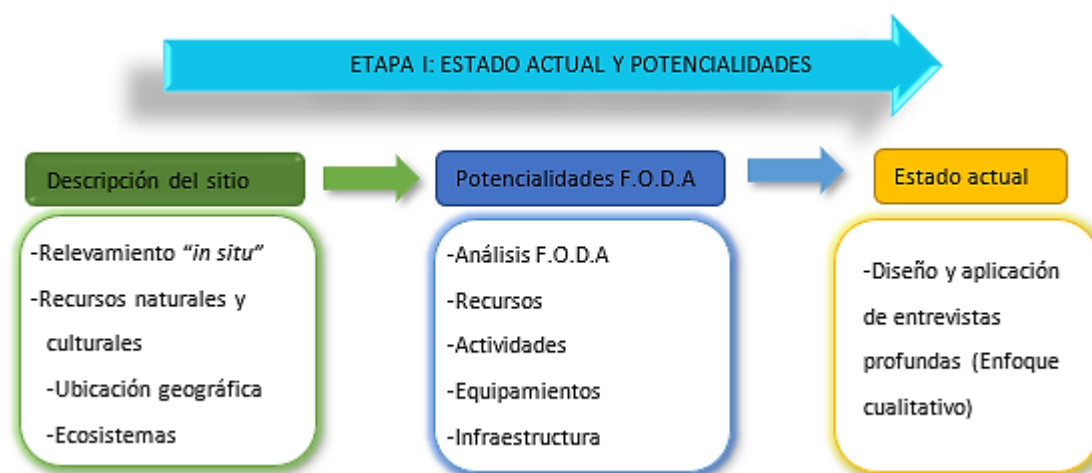 ETAPA I: ESTADO ACTUAL Y POTENCIALIDADES
Descripción del sitio
-Relevamiento “in situ”
-Recursos naturales y
culturales
-Ubicación geográfica
-Ecosistemas
Potencialidades F.O.D.A
-Análisis F.O.D.A
-Recursos
-Actividades
-Equipamientos
-Infraestructura
Estado actual
-Diseño y aplicación
de entrevistas
profundas (Enfoque
cualitativo)